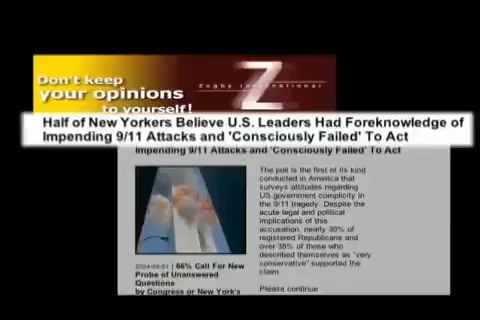 Don't keep
your opinions
to yourself!
Zogby International
Z
Half of New Yorkers Believe U.S. Leaders Had Foreknowledge of
Impending 9/11 Attacks and 'Consciously Failed' To Act
Impending 9/11 Attacks and 'Consciously Failed' To Act
The poll is the first of its kind
conducted in America that
surveys attitudes regarding
US government complicity in
the 9/11 tragedy. Despite the
acute legal and political
implications of this
accusation, nearly 30% of
registered Republicans and
over 38% of those who
described themselves as "very
conservative" supported the
claim.
Please continue
66% Call For New
Probe of Unanswered
Questions
by Congress or New York's